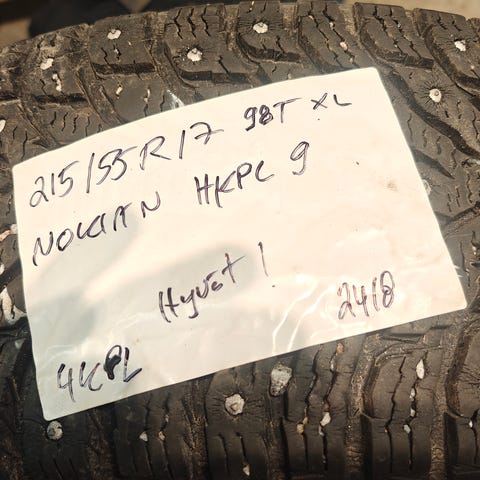 215/55R17 98T XL
NOKIAN HKPL 9
Hyvät!
2418
4KPL